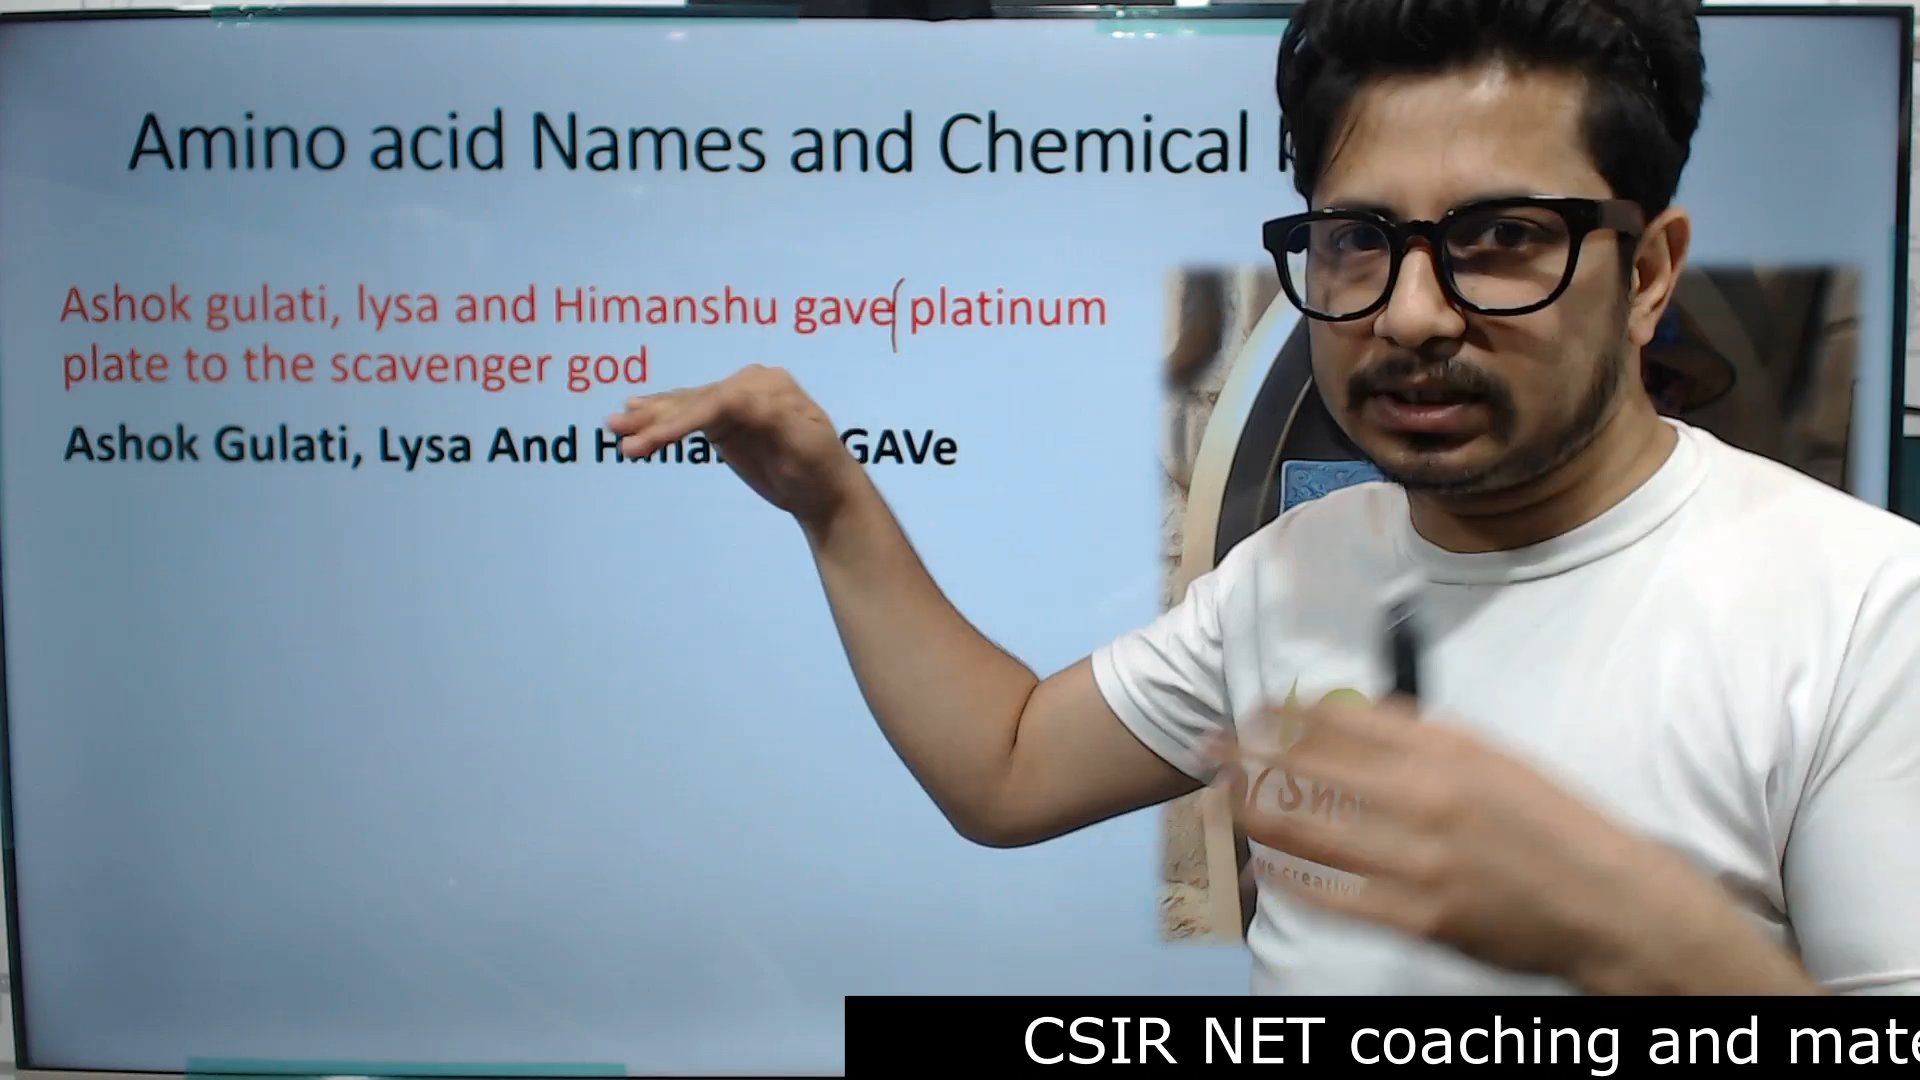 Amino acid Names and Chemical
Ashok gulati, lysa and Himanshu gave platinum
plate to the scavenger god
Ashok Gulati, Lysa And GAVe
CSIR NET coaching and mate